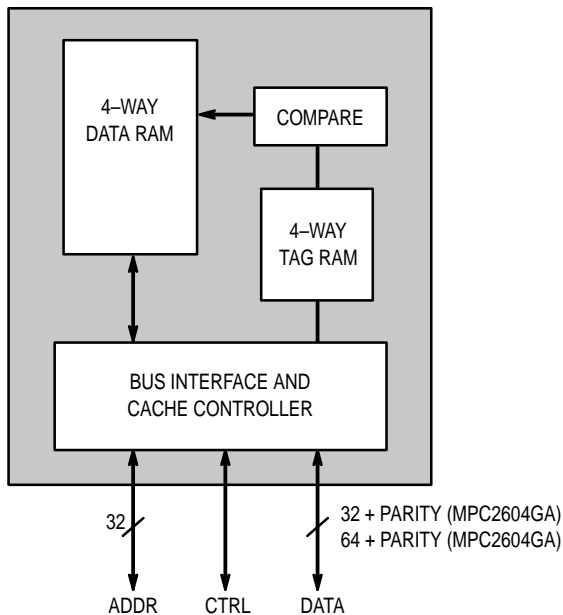 4–WAY
DATA RAM
COMPARE
4–WAY
TAG RAM
BUS INTERFACE AND
CACHE CONTROLLER
32
32 + PARITY (MPC2604GA)
64 + PARITY (MPC2604GA)
ADDR CTRL DATA